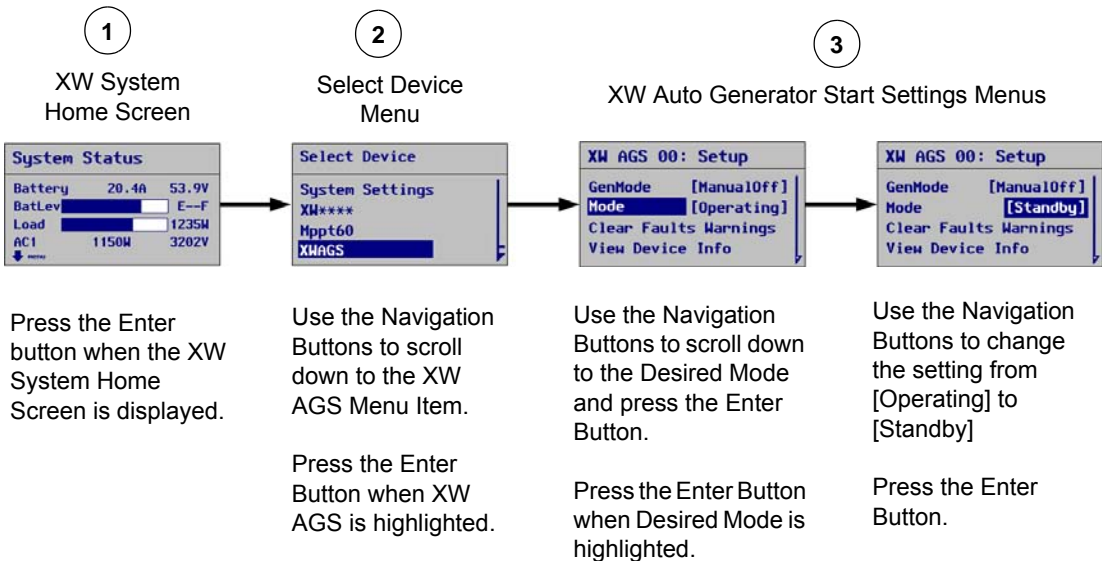 1
XW System
Home Screen
System Status
Battery 20.4A 53.9V
BatLev E--F
Load 1235W
AC1 1150W 3202V
menu
Press the Enter
button when the XW
System Home
Screen is displayed.
2
Select Device
Menu
Select Device
System Settings
XW****
Mppt60
XWAGS
Use the Navigation
Buttons to scroll
down to the XW
AGS Menu Item.
Press the Enter
Button when XW
AGS is highlighted.
3
XW Auto Generator Start Settings Menus
XW AGS 00: Setup
GenMode [ManualOff]
Mode [Operating]
Clear Faults Warnings
View Device Info
Use the Navigation
Buttons to scroll down
to the Desired Mode
and press the Enter
Button.
Press the Enter Button
when Desired Mode is
highlighted.
XW AGS 00: Setup
GenMode [ManualOff]
Mode [Standby]
Clear Faults Warnings
View Device Info
Use the Navigation
Buttons to change
the setting from
[Operating] to
[Standby]
Press the Enter
Button.